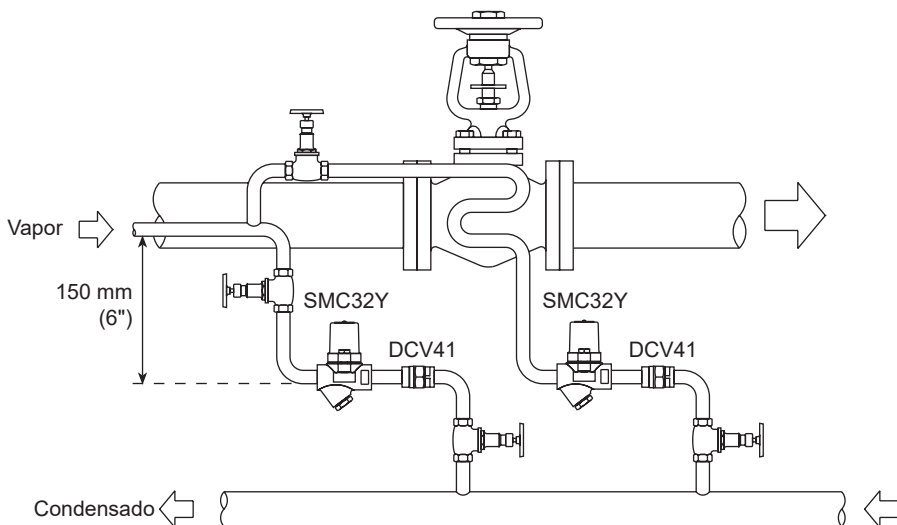 Vapor
150 mm
(6")
SMC32Y
DCV41
SMC32Y
DCV41
Condensado